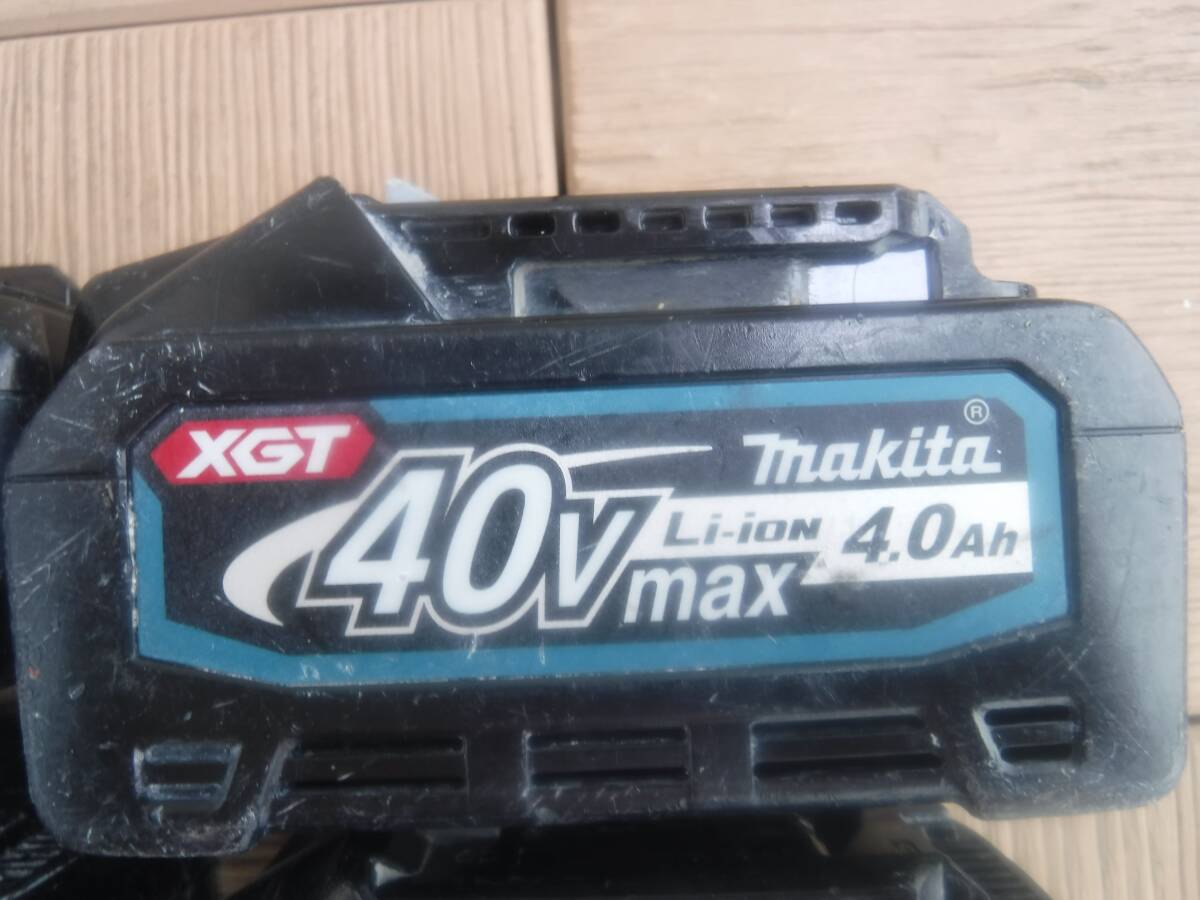 XGT
makita®
40V max
Li-ion 4.0Ah